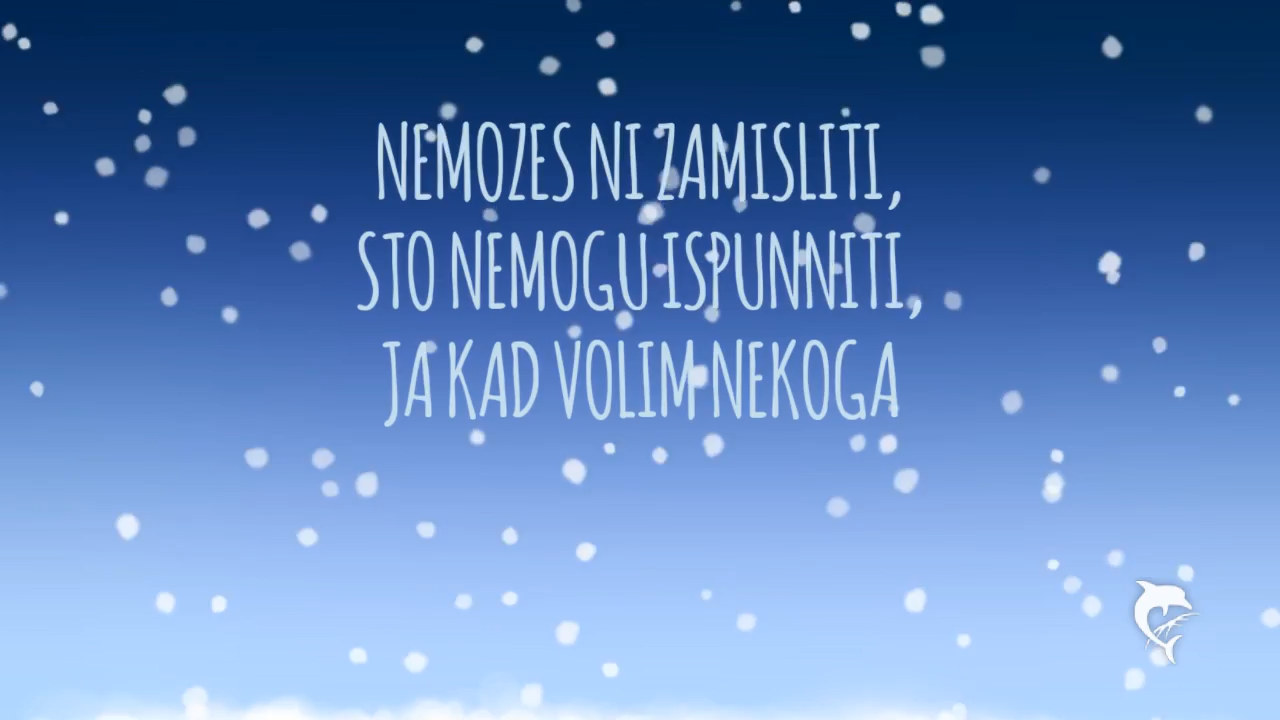 NEMOZES NI ZAMISLITI,
STO NEMOGU ISPUNNITI,
JA KAD VOLIM NEKOGA